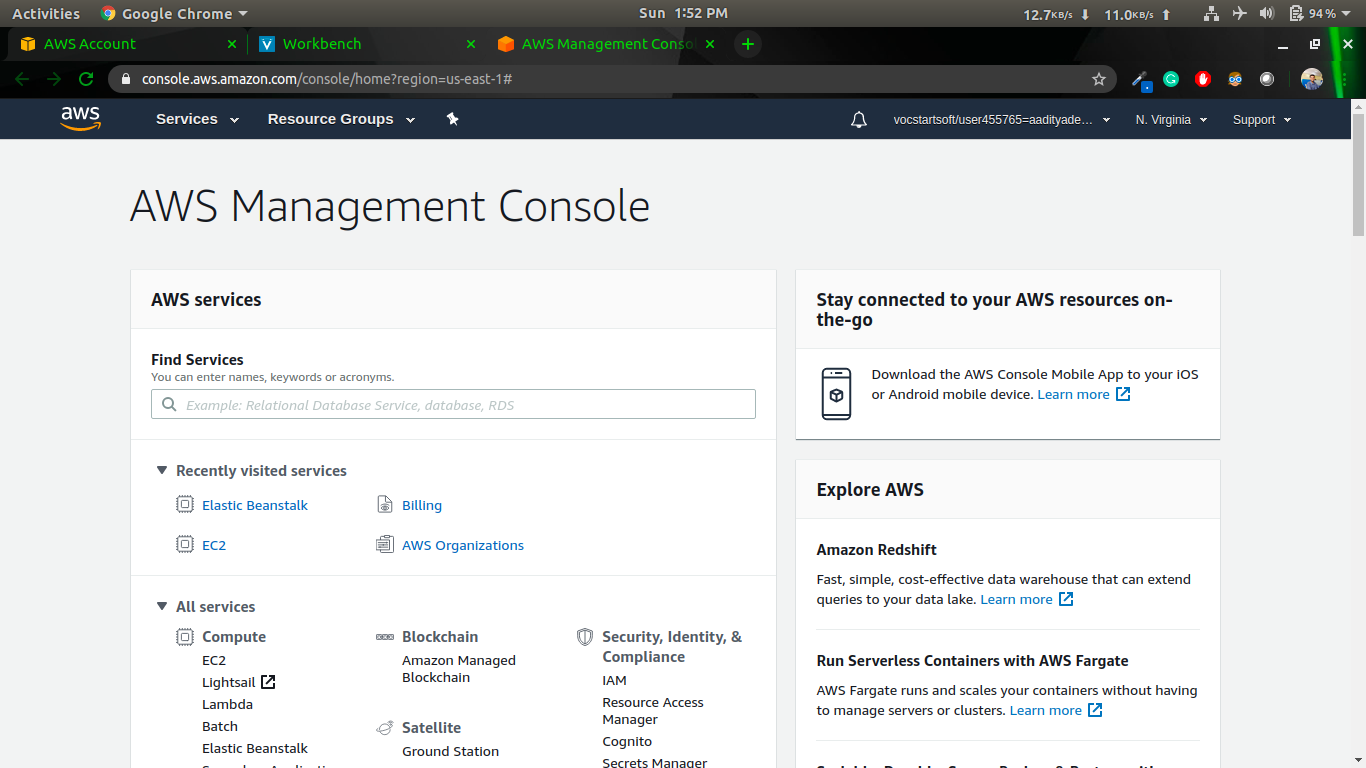 Activities
Google Chrome
Sun 1:52 PM
12.7KB/s
11.0KB/s
94%
AWS Account
Workbench
AWS Management Conso
console.aws.amazon.com/console/home?region=us-east-1#
aws
Services
Resource Groups
vocstartsoft/user455765=aadityade...
N. Virginia
Support
AWS Management Console
AWS services
Find Services
You can enter names, keywords or acronyms.
Example: Relational Database Service, database, RDS
Recently visited services
Elastic Beanstalk
Billing
EC2
AWS Organizations
All services
Compute
EC2
Lightsail
Lambda
Batch
Elastic Beanstalk
Blockchain
Amazon Managed
Blockchain
Satellite
Ground Station
Security, Identity, &
Compliance
IAM
Resource Access
Manager
Cognito
Secrets Manager
Stay connected to your AWS resources on-
the-go
Download the AWS Console Mobile App to your iOS
or Android mobile device. Learn more
Explore AWS
Amazon Redshift
Fast, simple, cost-effective data warehouse that can extend
queries to your data lake. Learn more
Run Serverless Containers with AWS Fargate
AWS Fargate runs and scales your containers without having
to manage servers or clusters. Learn more